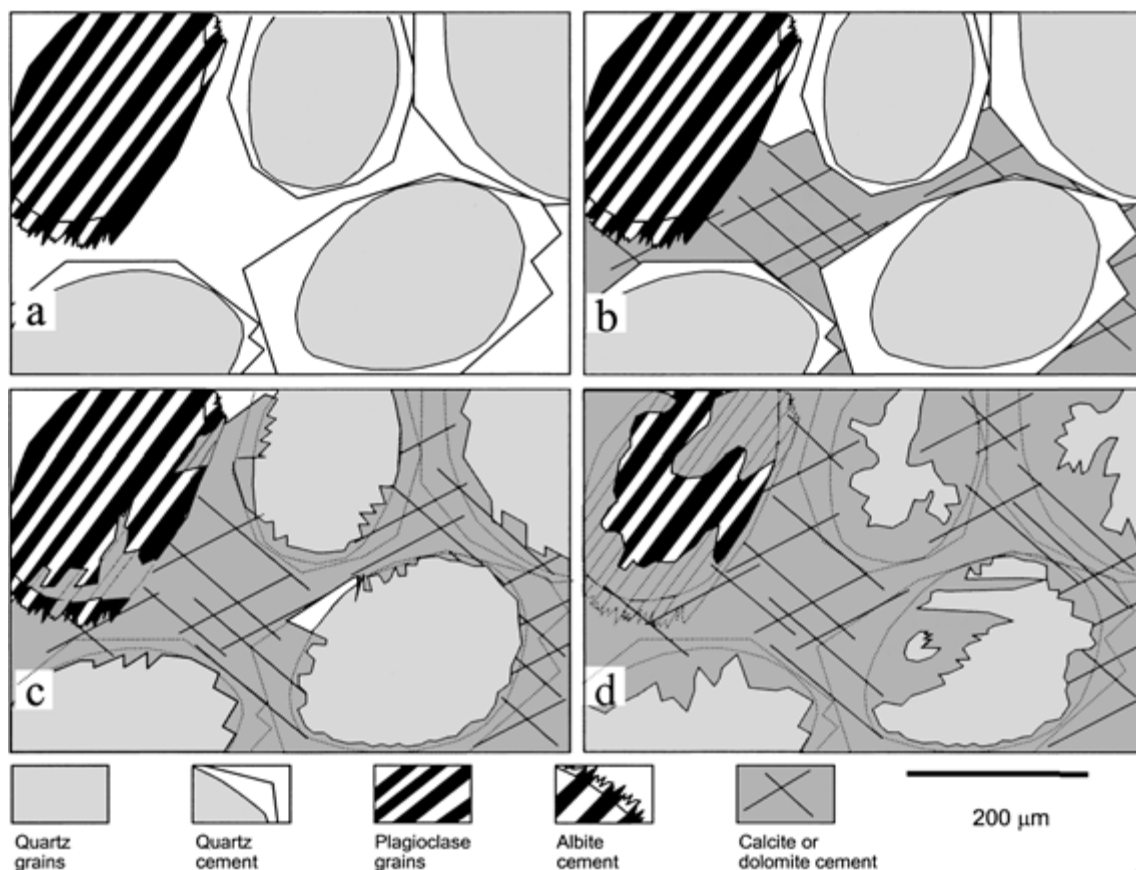 a
b
c
d
Quartz
grains
Quartz
cement
Plagioclase
grains
Albite
cement
Calcite or
dolomite cement
200 μm